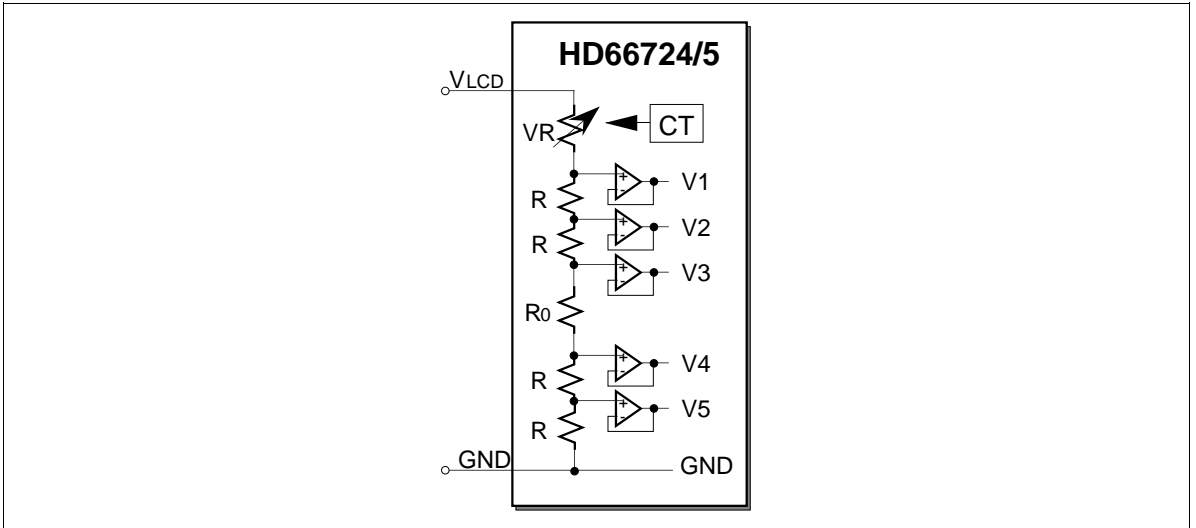 HD66724/5
VLCD
VR
CT
+
-
V1
R
+
-
V2
R
+
-
V3
R0
+
-
V4
R
+
-
V5
R
GND
GND